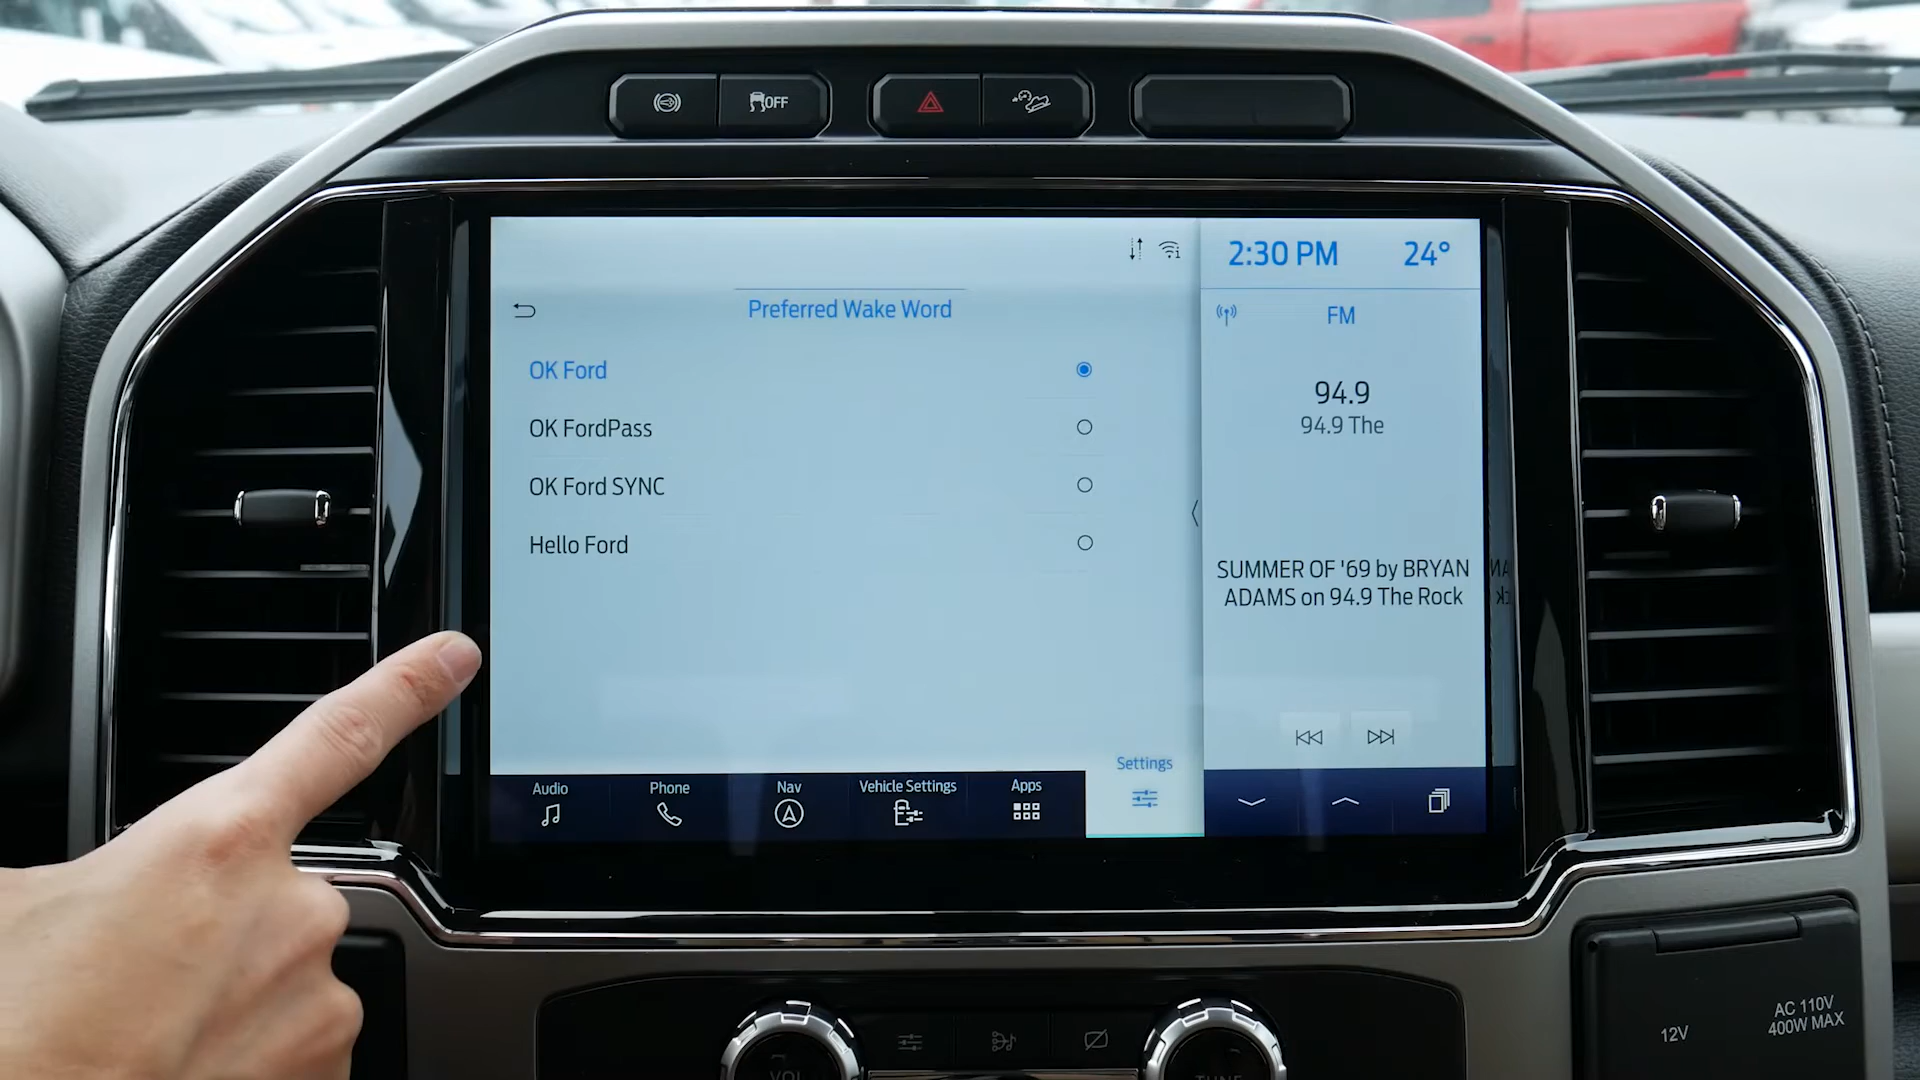 OFF
2:30 PM
24°
Preferred Wake Word
FM
OK Ford
94.9
94.9 The
OK FordPass
OK Ford SYNC
Hello Ford
SUMMER OF '69 by BRYAN
ADAMS on 94.9 The Rock
Settings
Audio
Phone
Nav
Vehicle Settings
Apps
12V
AC 110V
400W MAX
VOL
TUNE